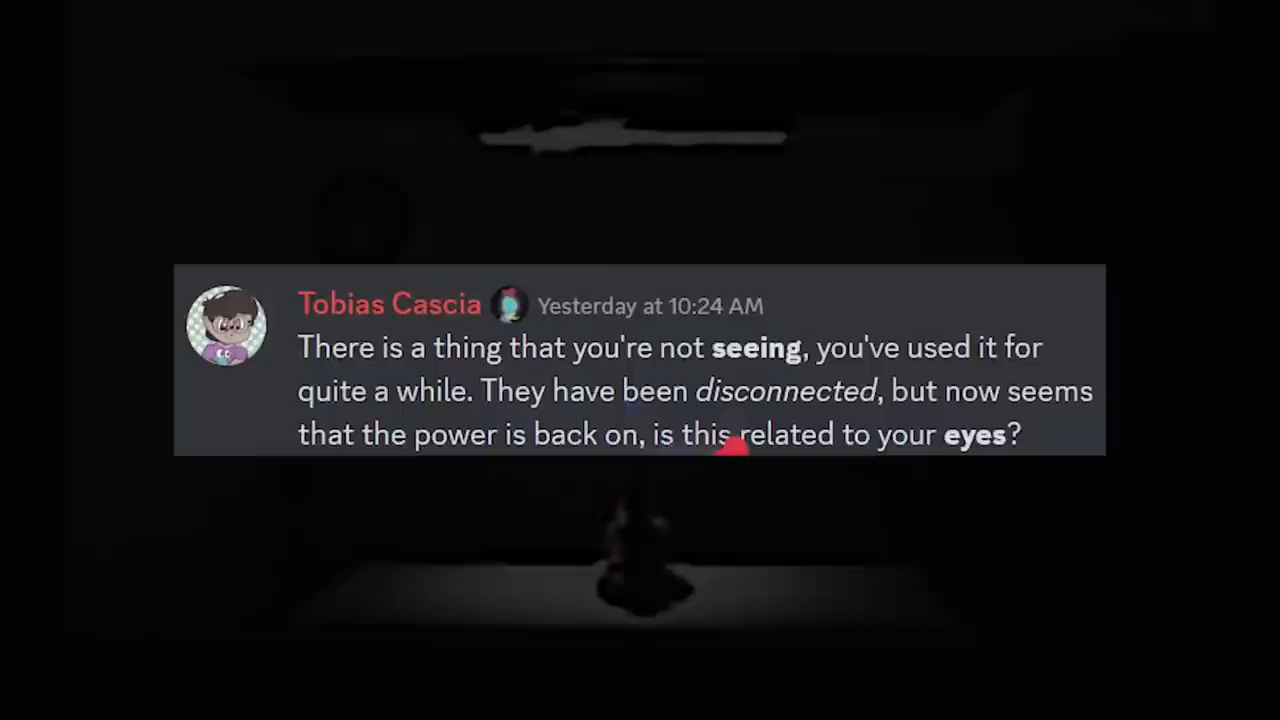 Tobias Cascia Yesterday at 10:24 AM
There is a thing that you're not seeing, you've used it for
quite a while. They have been disconnected, but now seems
that the power is back on, is this related to your eyes?